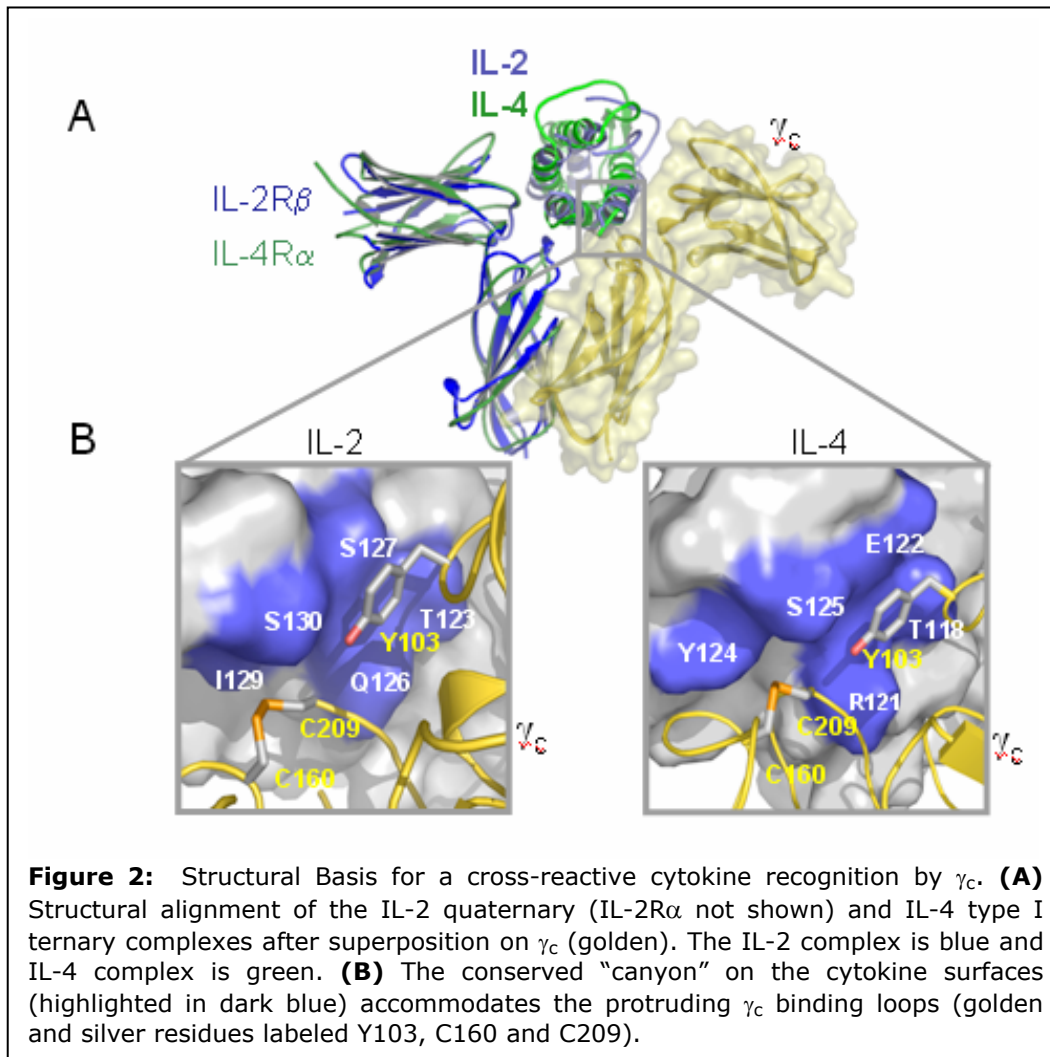 IL-2
IL-4
A
γc
IL-2Rβ
IL-4Rα
B
IL-2
IL-4
S127
S130
T123
Y103
I129
Q126
C209
C160
γc
E122
S125
T118
Y124
Y103
R121
C209
C160
γc
Figure 2: Structural Basis for a cross-reactive cytokine recognition by γc. (A)
Structural alignment of the IL-2 quaternary (IL-2Rα not shown) and IL-4 type I
ternary complexes after superposition on γc (golden). The IL-2 complex is blue and
IL-4 complex is green. (B) The conserved “canyon” on the cytokine surfaces
(highlighted in dark blue) accommodates the protruding γc binding loops (golden
and silver residues labeled Y103, C160 and C209).